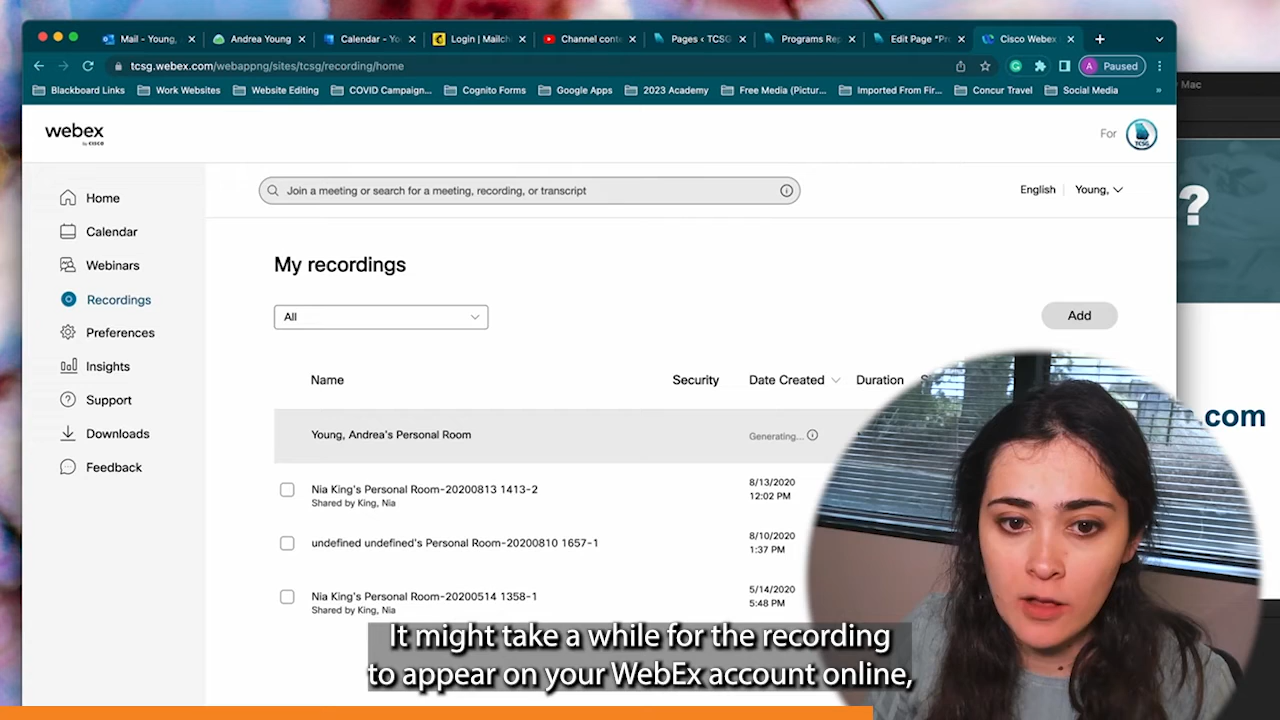 Mail - Young,
Andrea Young
Calendar - Yo
Login | Mailch
Channel conte
Pages ‹ TCSG
Programs Rep
Edit Page "Pr
Cisco Webex
tcsg.webex.com/webappng/sites/tcsg/recording/home
A Paused
Blackboard Links
Work Websites
Website Editing
COVID Campaign...
Cognito Forms
Google Apps
2023 Academy
Free Media (Pictur...
Imported From Fir...
Concur Travel
Social Media
»
Mac
webex
by CISCO
For
TCSG
?
Home
Calendar
Webinars
Recordings
Preferences
Insights
Support
Downloads
Feedback
Join a meeting or search for a meeting, recording, or transcript
English
Young,
My recordings
All
Add
Name
Security
Date Created
Duration
Young, Andrea's Personal Room
Generating...
.com
Nia King's Personal Room-20200813 1413-2
Shared by King, Nia
8/13/2020
12:02 PM
undefined undefined's Personal Room-20200810 1657-1
8/10/2020
1:37 PM
Nia King's Personal Room-20200514 1358-1
Shared by King, Nia
5/14/2020
5:48 PM
It might take a while for the recording
to appear on your WebEx account online,